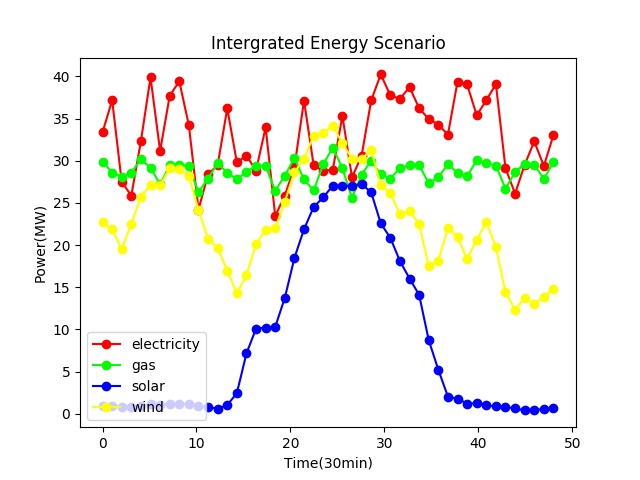 Intergrated Energy Scenario
Power(MW)
40
35
30
25
20
15
10
5
0
electricity
gas
solar
wind
0 10 20 30 40 50
Time(30min)